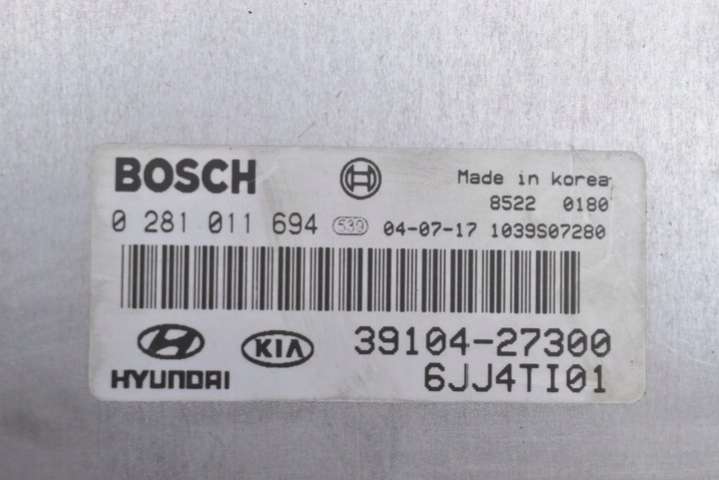 BOSCH Made in korea
8522 0180
0 281 011 694 539 04-07-17 1039S07280
KIA 39104-27300
HYUNDAI 6JJ4TI01